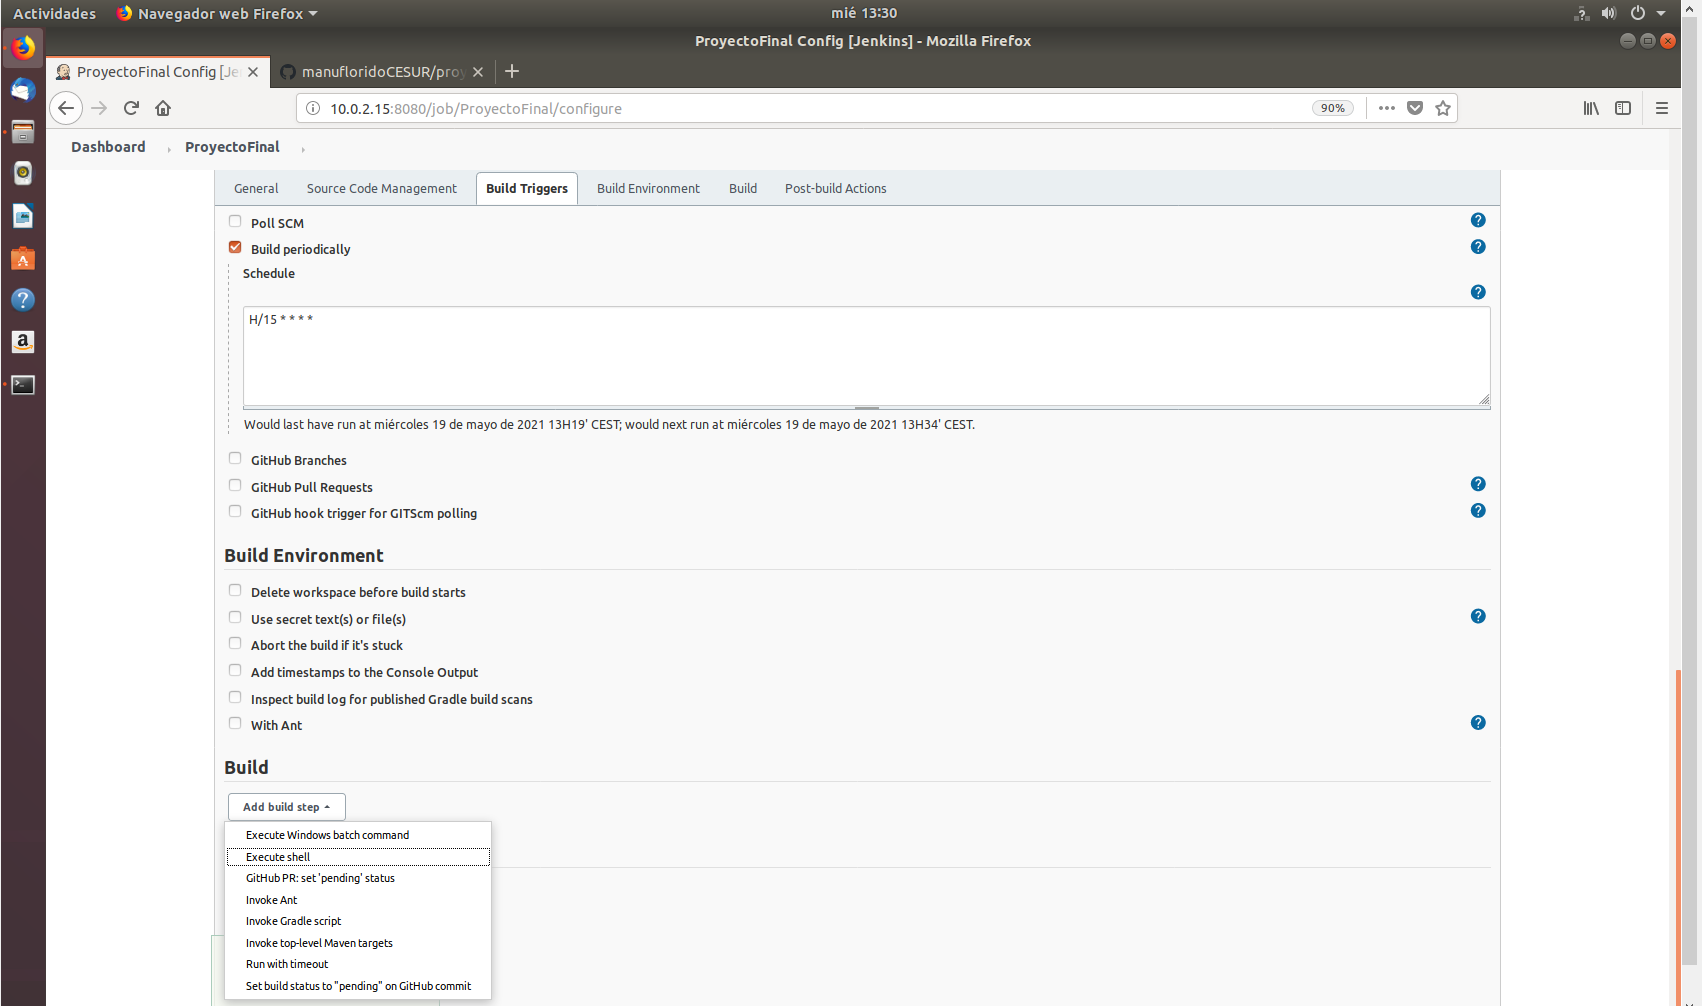 Actividades
Navegador web Firefox
mié 13:30
ProyectoFinal Config [Jenkins] - Mozilla Firefox
ProyectoFinal Config [Je
manufloridoCESUR/proy
10.0.2.15:8080/job/ProyectoFinal/configure
90%
Dashboard
ProyectoFinal
General
Source Code Management
Build Triggers
Build Environment
Build
Post-build Actions
Poll SCM
Build periodically
Schedule
H/15 * * * *
Would last have run at miércoles 19 de mayo de 2021 13H19' CEST; would next run at miércoles 19 de mayo de 2021 13H34' CEST.
GitHub Branches
GitHub Pull Requests
GitHub hook trigger for GITScm polling
Build Environment
Delete workspace before build starts
Use secret text(s) or file(s)
Abort the build if it's stuck
Add timestamps to the Console Output
Inspect build log for published Gradle build scans
With Ant
Build
Add build step
Execute Windows batch command
Execute shell
GitHub PR: set 'pending' status
Invoke Ant
Invoke Gradle script
Invoke top-level Maven targets
Run with timeout
Set build status to "pending" on GitHub commit